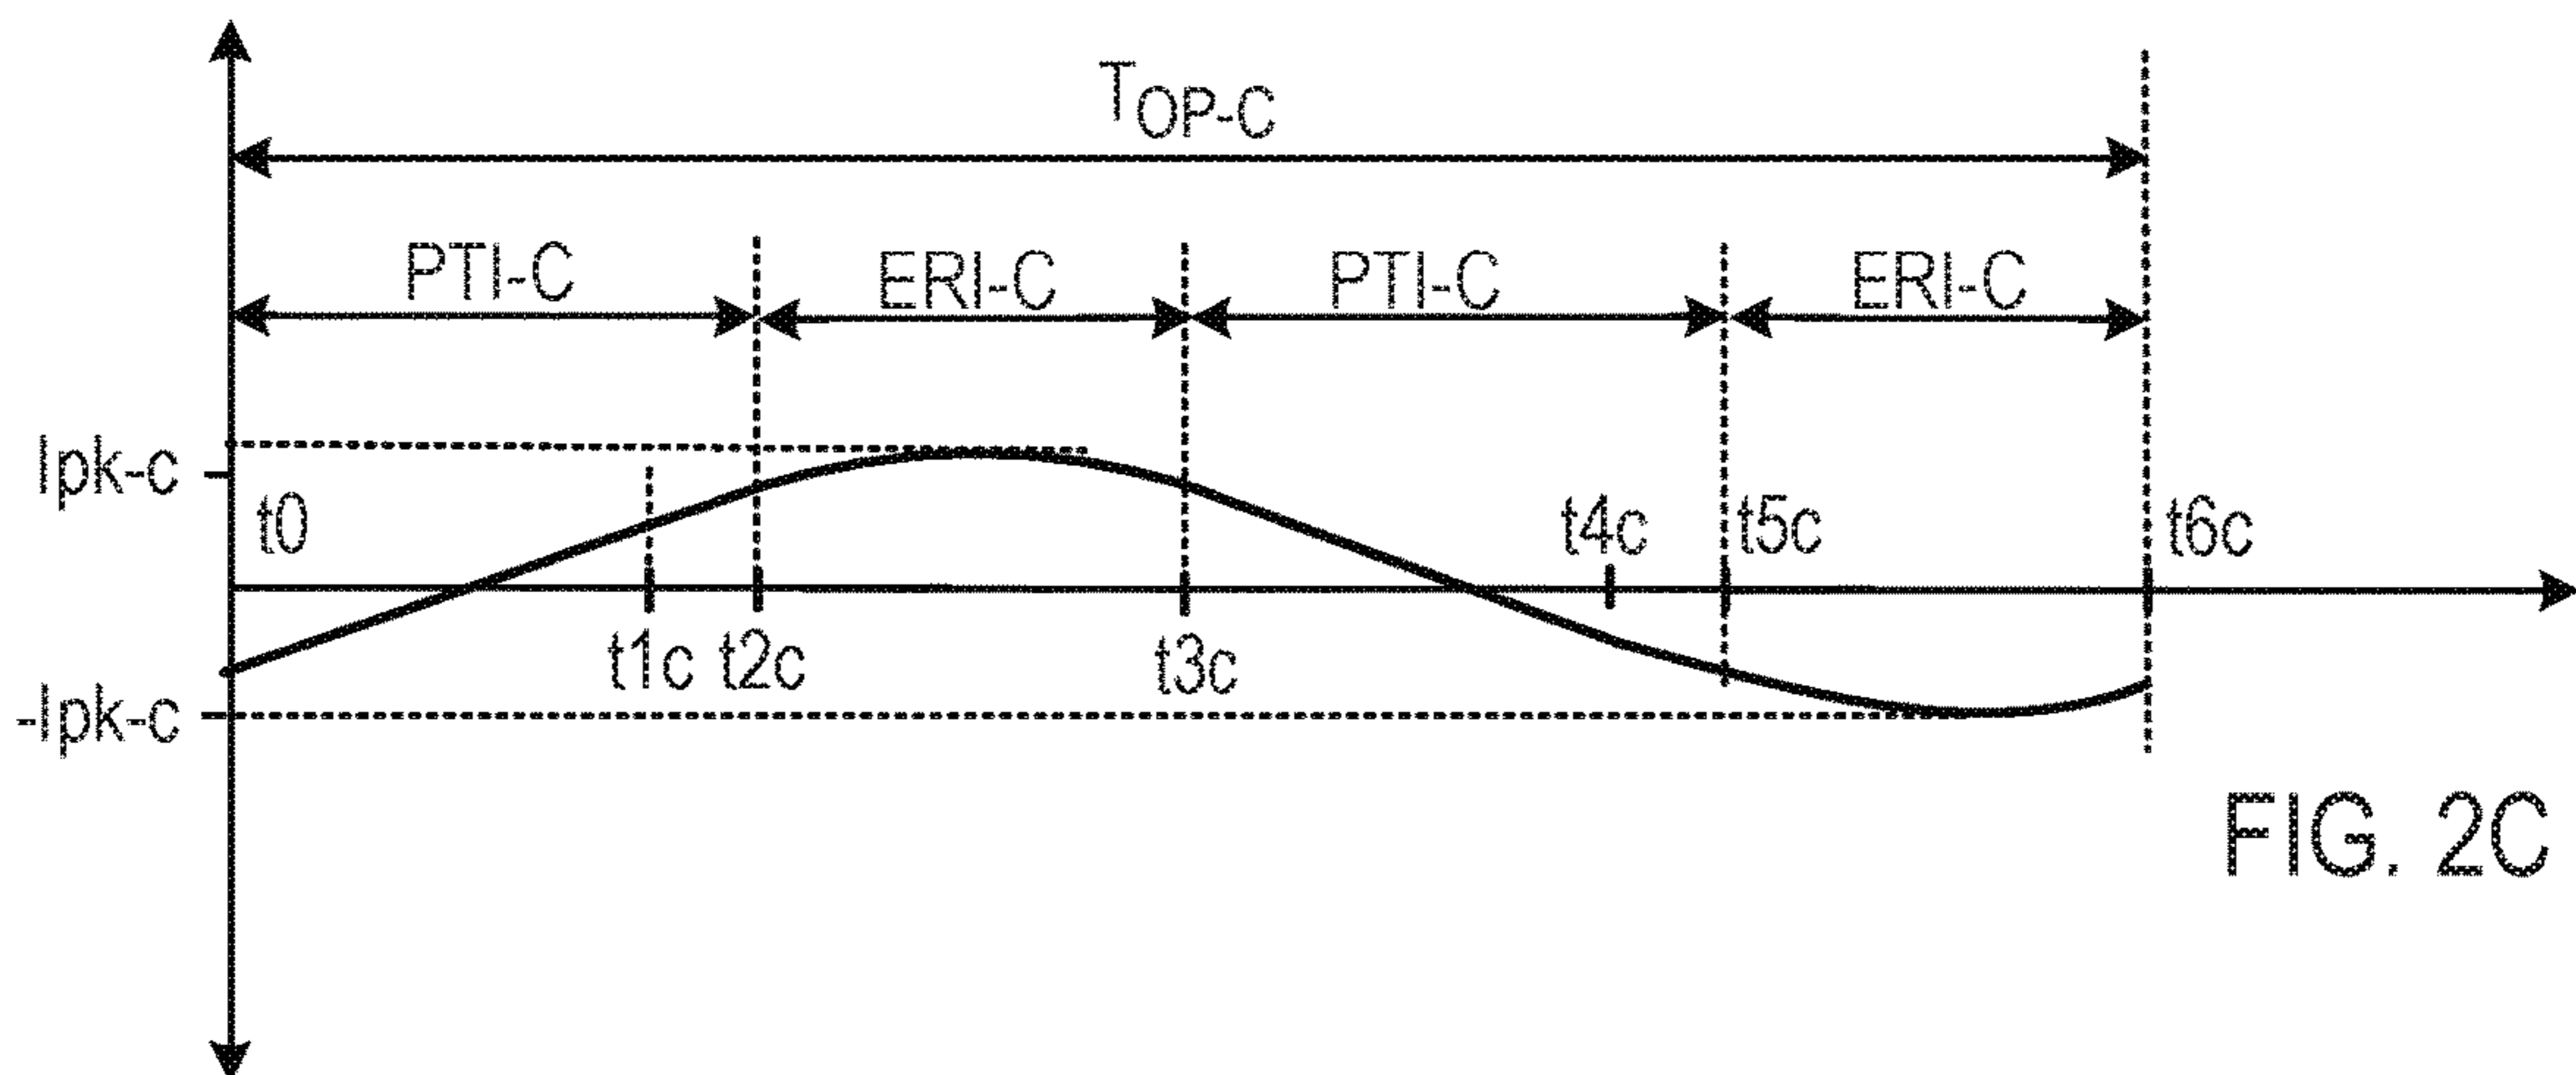 TOP-C
PTI-C ERI-C PTI-C ERI-C
Ipk-c
t0 t4c t5c t6c
t1c t2c t3c
-Ipk-c
FIG. 2C